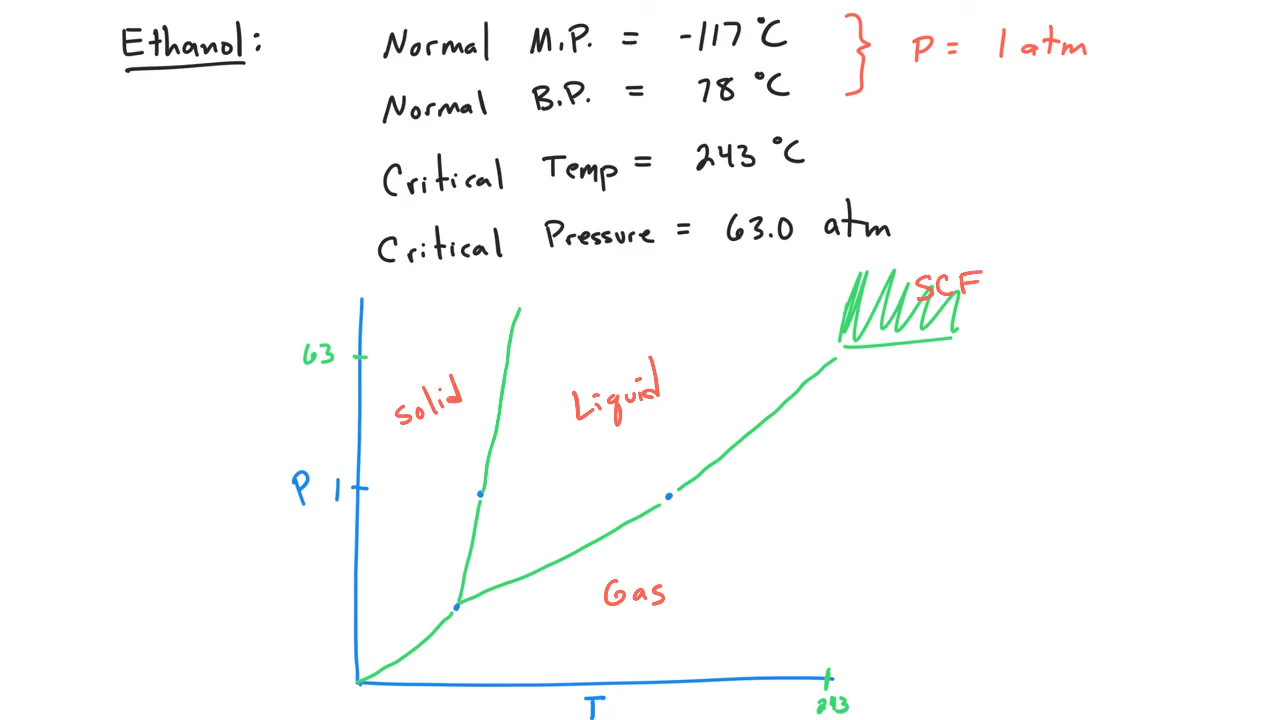 Ethanol: Normal M.P. = -117 °C } P = 1 atm
Normal B.P. = 78 °C
Critical Temp = 243 °C
Critical Pressure = 63.0 atm
SCF
63
Solid
Liquid
P 1
Gas
T
243